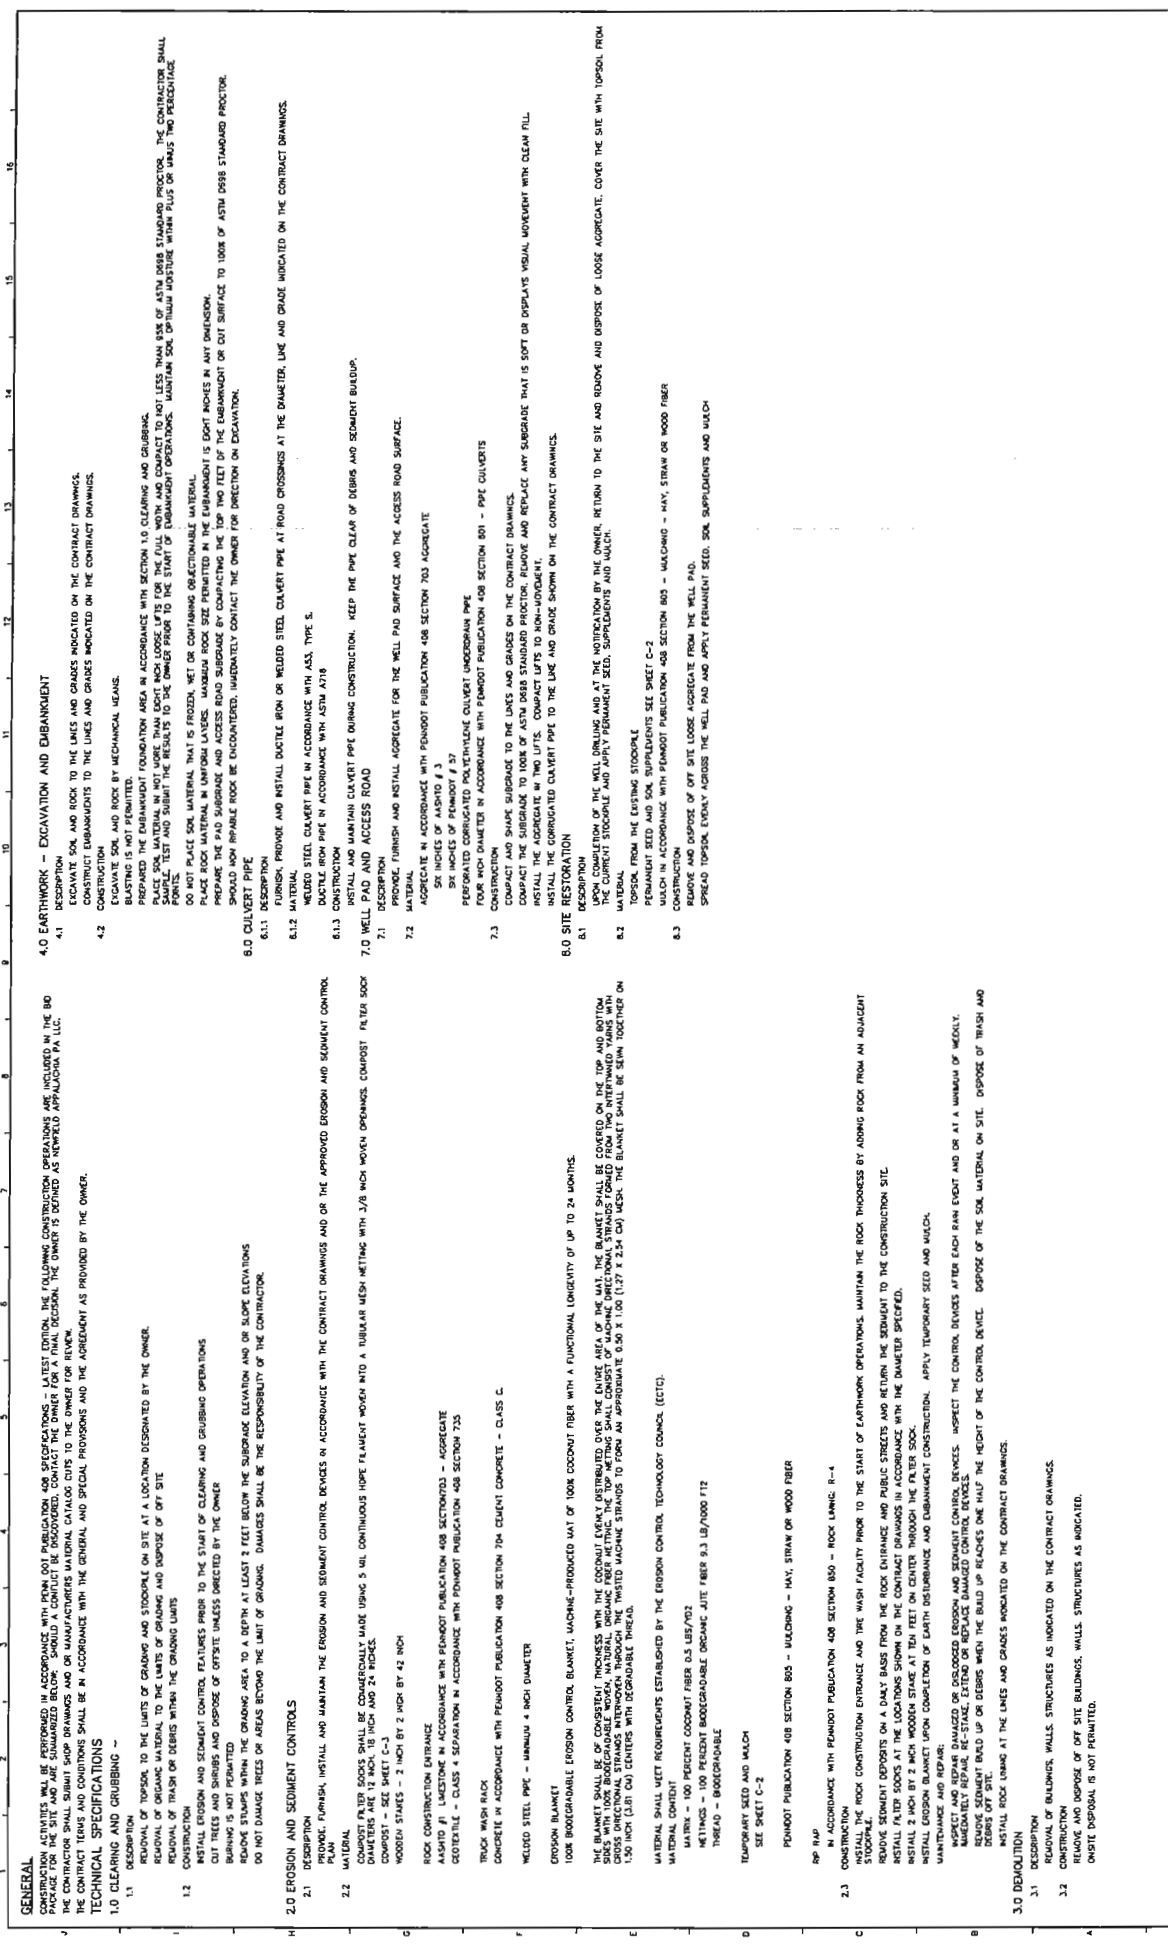 GENERAL
CONSTRUCTION ACTIVITIES WILL BE PERFORMED IN ACCORDANCE WITH PENN DOT PUBLICATION 408 SPECIFICATIONS - LATEST EDITION. THE FOLLOWING CONSTRUCTION OPERATIONS ARE INCLUDED IN THE BID
PACKAGE FOR THE SITE AND ARE SUMMARIZED BELOW. SHOULD A CONFLICT BE DISCOVERED, CONTACT THE OWNER FOR A FINAL DECISION. THE OWNER IS DEFINED AS NEWFIELD APPALACHIA PA LLC.
THE CONTRACTOR SHALL SUBMIT SHOP DRAWINGS AND OR MANUFACTURERS MATERIAL CATALOG CUTS TO THE OWNER FOR REVIEW.
THE CONTRACT TERMS AND CONDITIONS SHALL BE IN ACCORDANCE WITH THE GENERAL AND SPECIAL PROVISIONS AND THE AGREEMENT AS PROVIDED BY THE OWNER.
TECHNICAL SPECIFICATIONS
1.0 CLEARING AND GRUBBING -
1.1 DESCRIPTION
REMOVAL OF TOPSOIL TO THE LIMITS OF GRADING AND STOCKPILE ON SITE AT A LOCATION DESIGNATED BY THE OWNER.
REMOVAL OF ORGANIC MATERIAL TO THE LIMITS OF GRADING AND DISPOSE OF OFF SITE
REMOVAL OF TRASH OR DEBRIS WITHIN THE GRADING LIMITS
1.2 CONSTRUCTION
INSTALL EROSION AND SEDIMENT CONTROL FEATURES PRIOR TO THE START OF CLEARING AND GRUBBING OPERATIONS
CUT TREES AND SHRUBS AND DISPOSE OF OFFSITE UNLESS DIRECTED BY THE OWNER
BURNING IS NOT PERMITTED
REMOVE STUMPS WITHIN THE GRADING AREA TO A DEPTH AT LEAST 2 FEET BELOW THE SUBGRADE ELEVATION AND OR SLOPE ELEVATIONS
DO NOT DAMAGE TREES OR AREAS BEYOND THE LIMIT OF GRADING. DAMAGES SHALL BE THE RESPONSIBILITY OF THE CONTRACTOR.
2.0 EROSION AND SEDIMENT CONTROLS
2.1 DESCRIPTION
PROVIDE, FURNISH, INSTALL AND MAINTAIN THE EROSION AND SEDIMENT CONTROL DEVICES IN ACCORDANCE WITH THE CONTRACT DRAWINGS AND OR THE APPROVED EROSION AND SEDIMENT CONTROL
PLAN
2.2 MATERIAL
COMPOST FILTER SOCKS SHALL BE COMMERCIALLY MADE USING 5 MIL CONTINUOUS HDPE FILAMENT WOVEN INTO A TUBULAR MESH NETTING WITH 3/8 INCH WOVEN OPENINGS. COMPOST FILTER SOCK
DIAMETERS ARE 12 INCH, 18 INCH AND 24 INCHES.
COMPOST - SEE SHEET C-3
WOODEN STAKES - 2 INCH BY 2 INCH BY 42 INCH
ROCK CONSTRUCTION ENTRANCE
AASHTO #1 LIMESTONE IN ACCORDANCE WITH PENNDOT PUBLICATION 408 SECTION703 - AGGREGATE
GEOTEXTILE - CLASS 4 SEPARATION IN ACCORDANCE WITH PENNDOT PUBLICATION 408 SECTION 735
TRUCK WASH RACK
CONCRETE IN ACCORDANCE WITH PENNDOT PUBLICATION 408 SECTION 704 CEMENT CONCRETE - CLASS C.
WELDED STEEL PIPE - MINIMUM 4 INCH DIAMETER
EROSION BLANKET
100% BIODEGRADABLE EROSION CONTROL BLANKET, MACHINE-PRODUCED MAT OF 100% COCONUT FIBER WITH A FUNCTIONAL LONGEVITY OF UP TO 24 MONTHS.
THE BLANKET SHALL BE OF CONSISTENT THICKNESS WITH THE COCONUT EVENLY DISTRIBUTED OVER THE ENTIRE AREA OF THE MAT. THE BLANKET SHALL BE COVERED ON THE TOP AND BOTTOM
SIDES WITH 100% BIODEGRADABLE WOVEN, NATURAL, ORGANIC FIBER NETTING. THE TOP NETTING SHALL CONSIST OF MACHINE DIRECTIONAL STRANDS FORMED FROM TWO INTERTWINED YARNS WITH
CROSS DIRECTIONAL STRANDS INTERWOVEN THROUGH THE TWISTED MACHINE STRANDS TO FORM AN APPROXIMATE 0.50 X 1.00 (1.27 X 2.54 CM) MESH. THE BLANKET SHALL BE SEWN TOGETHER ON
1.50 INCH (3.81 CM) CENTERS WITH DEGRADABLE THREAD.
MATERIAL SHALL MEET REQUIREMENTS ESTABLISHED BY THE EROSION CONTROL TECHNOLOGY COUNCIL (ECTC).
MATERIAL CONTENT
MATRIX - 100 PERCENT COCONUT FIBER 0.5 LBS/YD2
NETTINGS - 100 PERCENT BIODEGRADABLE ORGANIC JUTE FIBER 9.3 LB/1000 FT2
THREAD - BIODEGRADABLE
TEMPORARY SEED AND MULCH
SEE SHEET C-2
PENNDOT PUBLICATION 408 SECTION 805 - MULCHING - HAY, STRAW OR WOOD FIBER
RIP RAP
IN ACCORDANCE WITH PENNDOT PUBLICATION 408 SECTION 850 - ROCK LINING: R-4
2.3 CONSTRUCTION
INSTALL THE ROCK CONSTRUCTION ENTRANCE AND TIRE WASH FACILITY PRIOR TO THE START OF EARTHWORK OPERATIONS. MAINTAIN THE ROCK THICKNESS BY ADDING ROCK FROM AN ADJACENT
STOCKPILE.
REMOVE SEDIMENT DEPOSITS ON A DAILY BASIS FROM THE ROCK ENTRANCE AND PUBLIC STREETS AND RETURN THE SEDIMENT TO THE CONSTRUCTION SITE.
INSTALL FILTER SOCKS AT THE LOCATIONS SHOWN ON THE CONTRACT DRAWINGS IN ACCORDANCE WITH THE DIAMETER SPECIFIED.
INSTALL 2 INCH BY 2 INCH WOODEN STAKE AT TEN FEET ON CENTER THROUGH THE FILTER SOCK.
INSTALL EROSION BLANKET UPON COMPLETION OF EARTH DISTURBANCE AND EMBANKMENT CONSTRUCTION. APPLY TEMPORARY SEED AND MULCH.
MAINTENANCE AND REPAIR:
INSPECT AND REPAIR DAMAGED OR DISLODGED EROSION AND SEDIMENT CONTROL DEVICES. INSPECT THE CONTROL DEVICES AFTER EACH RAIN EVENT AND OR AT A MINIMUM OF WEEKLY.
IMMEDIATELY REPAIR, RE-STAKE, EXTEND OR REPLACE DAMAGED CONTROL DEVICES.
REMOVE SEDIMENT BUILD UP OR DEBRIS WHEN THE BUILD UP REACHES ONE HALF THE HEIGHT OF THE CONTROL DEVICE. DISPOSE OF THE SOIL MATERIAL ON SITE. DISPOSE OF TRASH AND
DEBRIS OFF SITE.
INSTALL ROCK LINING AT THE LINES AND GRADES INDICATED ON THE CONTRACT DRAWINGS.
3.0 DEMOLITION
3.1 DESCRIPTION
REMOVAL OF BUILDINGS, WALLS, STRUCTURES AS INDICATED ON THE CONTRACT DRAWINGS.
3.2 CONSTRUCTION
REMOVE AND DISPOSE OF OFF SITE BUILDINGS, WALLS, STRUCTURES AS INDICATED.
ONSITE DISPOSAL IS NOT PERMITTED.
4.0 EARTHWORK - EXCAVATION AND EMBANKMENT
4.1 DESCRIPTION
EXCAVATE SOIL AND ROCK TO THE LINES AND GRADES INDICATED ON THE CONTRACT DRAWINGS.
CONSTRUCT EMBANKMENTS TO THE LINES AND GRADES INDICATED ON THE CONTRACT DRAWINGS.
4.2 CONSTRUCTION
EXCAVATE SOIL AND ROCK BY MECHANICAL MEANS.
BLASTING IS NOT PERMITTED.
PREPARED THE EMBANKMENT FOUNDATION AREA IN ACCORDANCE WITH SECTION 1.0 CLEARING AND GRUBBING.
PLACE SOIL MATERIAL IN NOT MORE THAN EIGHT INCH LOOSE LIFTS FOR THE FULL WIDTH AND COMPACT TO NOT LESS THAN 95% OF ASTM D698 STANDARD PROCTOR. THE CONTRACTOR SHALL
SAMPLE, TEST AND SUBMIT THE RESULTS TO THE OWNER PRIOR TO THE START OF EMBANKMENT OPERATIONS. MAINTAIN SOIL OPTIMUM MOISTURE WITHIN PLUS OR MINUS TWO PERCENTAGE
POINTS.
DO NOT PLACE SOIL MATERIAL THAT IS FROZEN, WET OR CONTAINING OBJECTIONABLE MATERIAL.
PLACE ROCK MATERIAL IN UNIFORM LAYERS. MAXIMUM ROCK SIZE PERMITTED IN THE EMBANKMENT IS EIGHT INCHES IN ANY DIMENSION.
PREPARE THE PAD SUBGRADE AND ACCESS ROAD SUBGRADE BY COMPACTING THE TOP TWO FEET OF THE EMBANKMENT OR CUT SURFACE TO 100% OF ASTM D698 STANDARD PROCTOR.
SHOULD NON RIPABLE ROCK BE ENCOUNTERED, IMMEDIATELY CONTACT THE OWNER FOR DIRECTION ON EXCAVATION.
6.0 CULVERT PIPE
6.1.1 DESCRIPTION
FURNISH, PROVIDE AND INSTALL DUCTILE IRON OR WELDED STEEL CULVERT PIPE AT ROAD CROSSINGS AT THE DIAMETER, LINE AND GRADE INDICATED ON THE CONTRACT DRAWINGS.
6.1.2 MATERIAL
WELDED STEEL CULVERT PIPE IN ACCORDANCE WITH A53, TYPE S.
DUCTILE IRON PIPE IN ACCORDANCE WITH ASTM A716
6.1.3 CONSTRUCTION
INSTALL AND MAINTAIN CULVERT PIPE DURING CONSTRUCTION. KEEP THE PIPE CLEAR OF DEBRIS AND SEDIMENT BUILDUP.
7.0 WELL PAD AND ACCESS ROAD
7.1 DESCRIPTION
PROVIDE, FURNISH AND INSTALL AGGREGATE FOR THE WELL PAD SURFACE AND THE ACCESS ROAD SURFACE.
7.2 MATERIAL
AGGREGATE IN ACCORDANCE WITH PENNDOT PUBLICATION 408 SECTION 703 AGGREGATE
SIX INCHES OF AASHTO # 3
SIX INCHES OF PENNDOT # 57
PERFORATED CORRUGATED POLYETHYLENE CULVERT UNDERDRAIN PIPE
FOUR INCH DIAMETER IN ACCORDANCE WITH PENNDOT PUBLICATION 408 SECTION 601 - PIPE CULVERTS
7.3 CONSTRUCTION
COMPACT AND SHAPE SUBGRADE TO THE LINES AND GRADES ON THE CONTRACT DRAWINGS.
COMPACT THE SUBGRADE TO 100% OF ASTM D698 STANDARD PROCTOR. REMOVE AND REPLACE ANY SUBGRADE THAT IS SOFT OR DISPLAYS VISUAL MOVEMENT WITH CLEAN FILL.
INSTALL THE AGGREGATE IN TWO LIFTS. COMPACT LIFTS TO NON-MOVEMENT.
INSTALL THE CORRUGATED CULVERT PIPE TO THE LINE AND GRADE SHOWN ON THE CONTRACT DRAWINGS.
8.0 SITE RESTORATION
8.1 DESCRIPTION
UPON COMPLETION OF THE WELL DRILLING AND AT THE NOTIFICATION BY THE OWNER, RETURN TO THE SITE AND REMOVE AND DISPOSE OF LOOSE AGGREGATE, COVER THE SITE WITH TOPSOIL FROM
THE CURRENT STOCKPILE AND APPLY PERMANENT SEED, SUPPLEMENTS AND MULCH.
8.2 MATERIAL
TOPSOIL FROM THE EXISTING STOCKPILE
PERMANENT SEED AND SOIL SUPPLEMENTS SEE SHEET C-2
MULCH IN ACCORDANCE WITH PENNDOT PUBLICATION 408 SECTION 805 - MULCHING - HAY, STRAW OR WOOD FIBER
8.3 CONSTRUCTION
REMOVE AND DISPOSE OF OFF SITE LOOSE AGGREGATE FROM THE WELL PAD.
SPREAD TOPSOIL EVENLY ACROSS THE WELL PAD AND APPLY PERMANENT SEED, SOIL SUPPLEMENTS AND MULCH
1 2 3 4 5 6 7 8 9 10 11 12 13 14 15 16
J
I
H
G
F
E
D
C
B
A